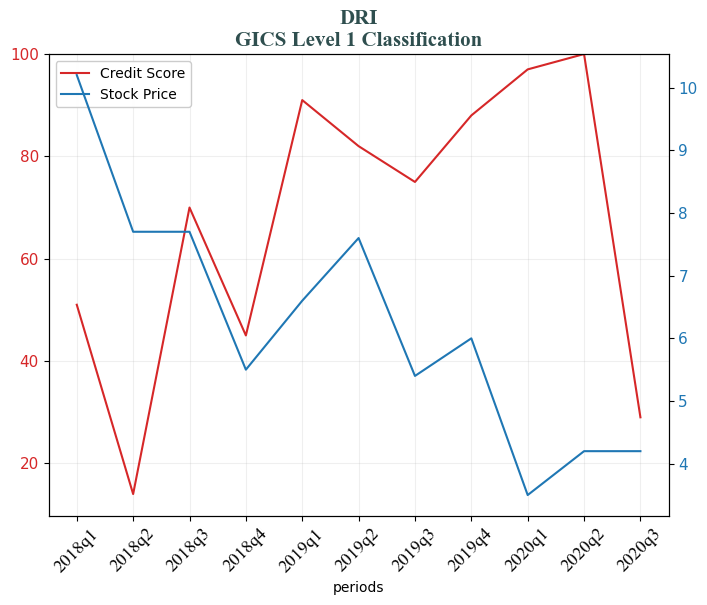 DRI
GICS Level 1 Classification
Credit Score
Stock Price
100
80
60
40
20
10
9
8
7
6
5
4
2018q1
2018q2
2018q3
2018q4
2019q1
2019q2
2019q3
2019q4
2020q1
2020q2
2020q3
periods